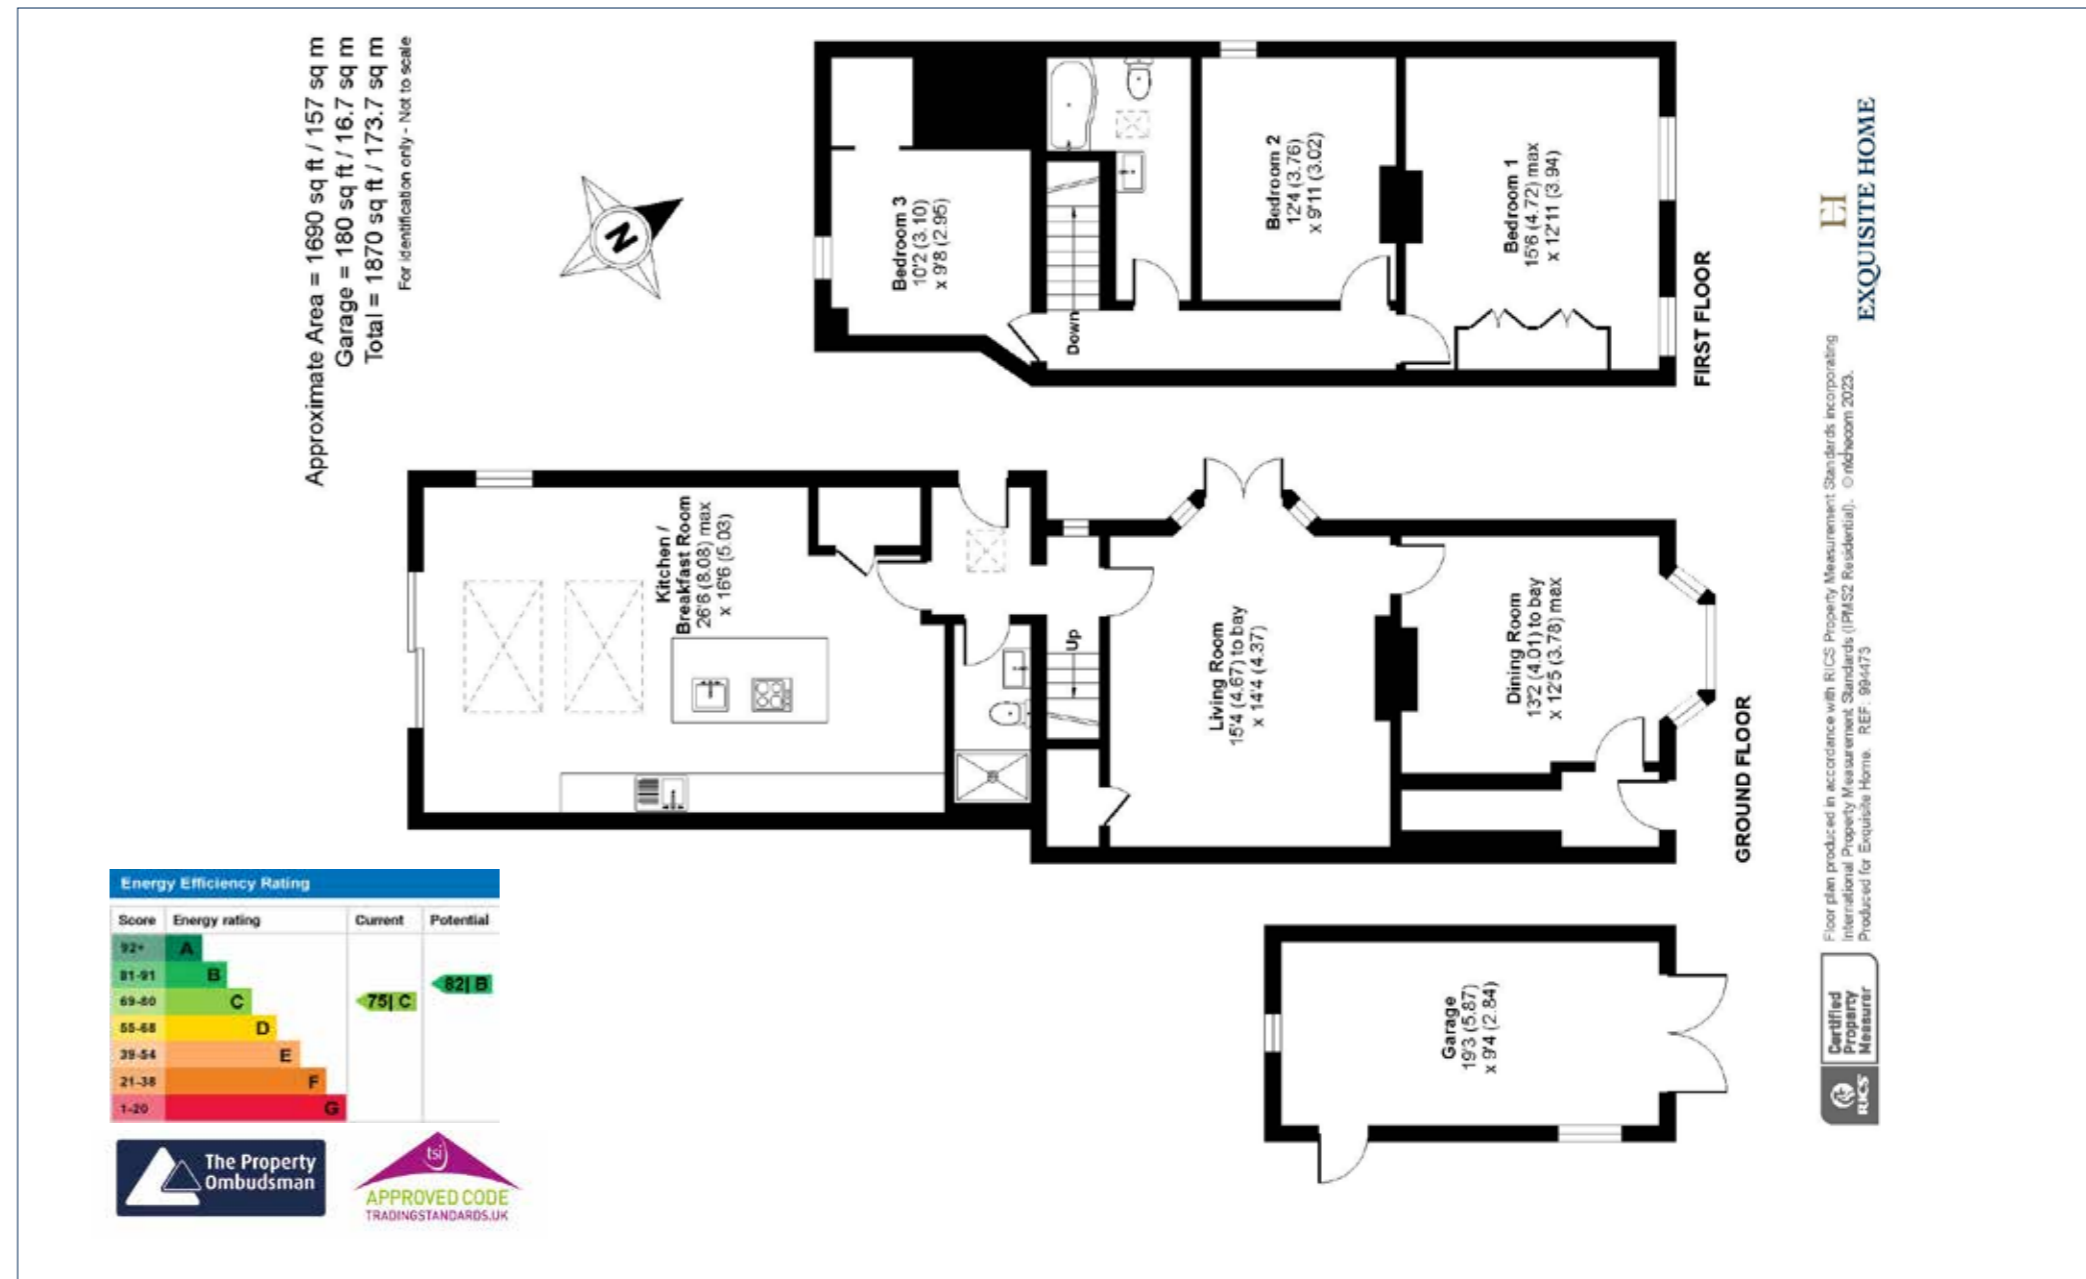 Approximate Area = 1690 sq ft / 157 sq m
Garage = 180 sq ft / 16.7 sq m
Total = 1870 sq ft / 173.7 sq m
For identification only - Not to scale
N
Bedroom 3
10'2 (3.10)
x 9'8 (2.95)
Down
Bedroom 2
12'4 (3.76)
x 9'11 (3.02)
Bedroom 1
15'6 (4.72) max
x 12'11 (3.94)
FIRST FLOOR
Kitchen /
Breakfast Room
26'6 (8.08) max
x 16'6 (5.03)
Up
Living Room
15'4 (4.67) to bay
x 14'4 (4.37)
Dining Room
13'2 (4.01) to bay
x 12'5 (3.78) max
GROUND FLOOR
Garage
19'3 (5.87)
x 9'4 (2.84)
EH
EXQUISITE HOME
Floor plan produced in accordance with RICS Property Measurement Standards incorporating
International Property Measurement Standards (IPMS2 Residential). © nichecom 2023.
Produced for Exquisite Home. REF: 994473
Certified
Property
Measurer
RICS
Energy Efficiency Rating
Score Energy rating Current Potential
92+ A
81-91 B 82| B
69-80 C 75| C
55-68 D
39-54 E
21-38 F
1-20 G
The Property
Ombudsman
tsi
APPROVED CODE
TRADINGSTANDARDS.UK